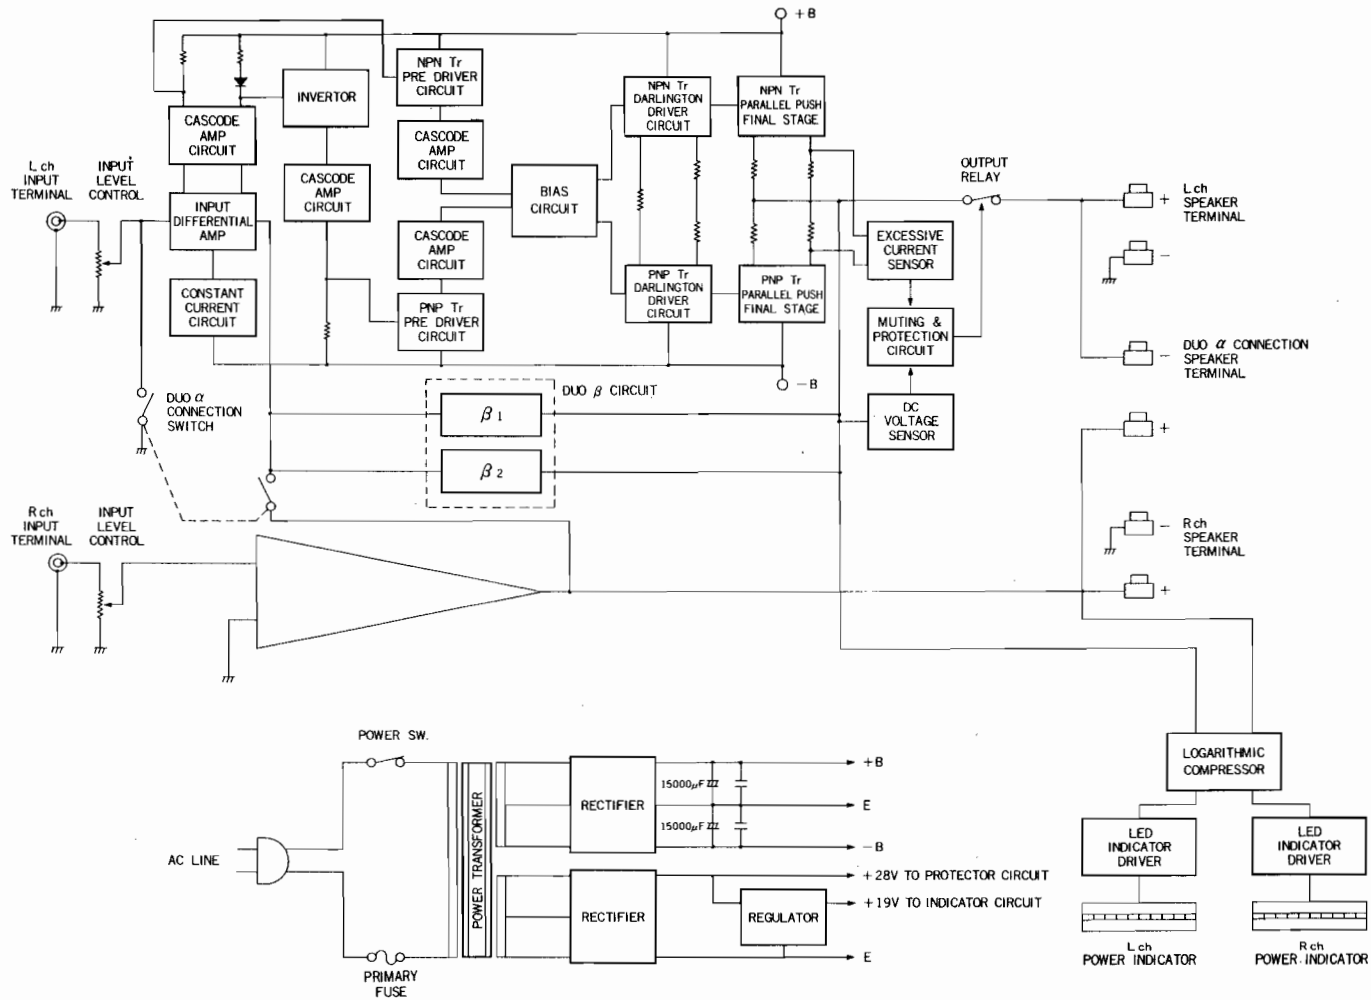 +B
NPN Tr
PRE DRIVER
CIRCUIT
INVERTOR
NPN Tr
DARLINGTON
DRIVER
CIRCUIT
NPN Tr
PARALLEL PUSH
FINAL STAGE
CASCODE
AMP
CIRCUIT
CASCODE
AMP
CIRCUIT
L ch
INPUT
TERMINAL
INPUT
LEVEL
CONTROL
CASCODE
AMP
CIRCUIT
BIAS
CIRCUIT
OUTPUT
RELAY
INPUT
DIFFERENTIAL
AMP
+
L ch
SPEAKER
TERMINAL
CASCODE
AMP
CIRCUIT
EXCESSIVE
CURRENT
SENSOR
-
CONSTANT
CURRENT
CIRCUIT
PNP Tr
PRE DRIVER
CIRCUIT
PNP Tr
DARLINGTON
DRIVER
CIRCUIT
PNP Tr
PARALLEL PUSH
FINAL STAGE
MUTING &
PROTECTION
CIRCUIT
-
DUO α CONNECTION
SPEAKER
TERMINAL
-B
DUO α
CONNECTION
SWITCH
DUO β CIRCUIT
β 1
DC
VOLTAGE
SENSOR
+
β 2
R ch
INPUT
TERMINAL
INPUT
LEVEL
CONTROL
-
R ch
SPEAKER
TERMINAL
+
POWER SW.
LOGARITHMIC
COMPRESSOR
AC LINE
POWER TRANSFORMER
RECTIFIER
15000μF
15000μF
+B
E
-B
LED
INDICATOR
DRIVER
LED
INDICATOR
DRIVER
RECTIFIER
REGULATOR
+28V TO PROTECTOR CIRCUIT
+19V TO INDICATOR CIRCUIT
E
PRIMARY
FUSE
L ch
POWER INDICATOR
R ch
POWER INDICATOR